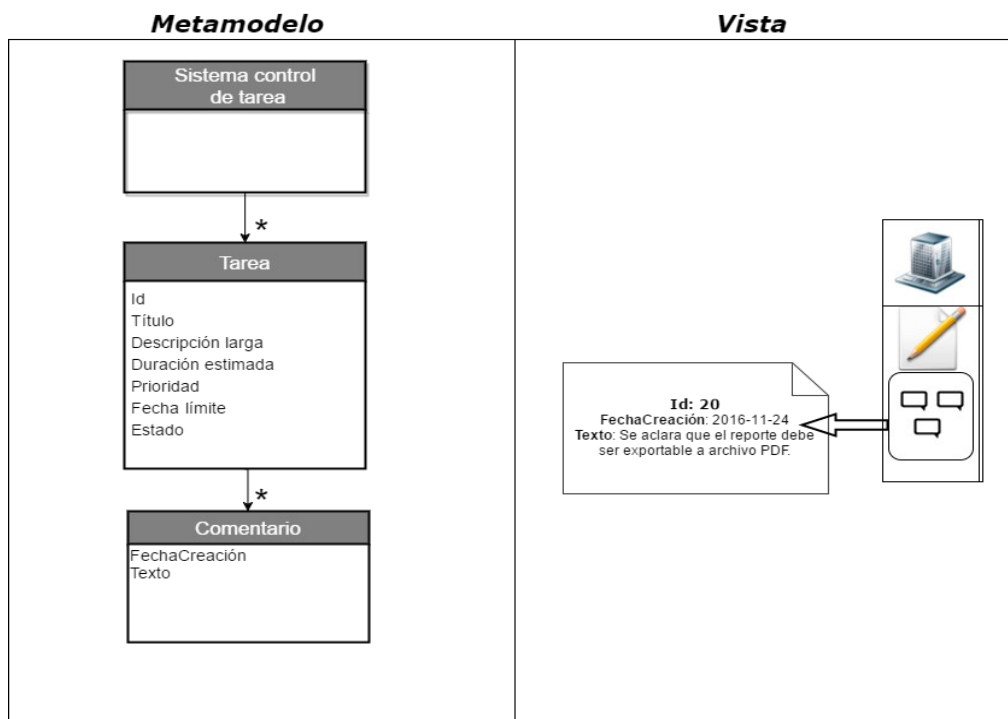 Metamodelo
Vista
Sistema control
de tarea
*
Tarea
Id
Título
Descripción larga
Duración estimada
Prioridad
Fecha límite
Estado
*
Comentario
FechaCreación
Texto
Id: 20
FechaCreación: 2016-11-24
Texto: Se aclara que el reporte debe
ser exportable a archivo PDF.